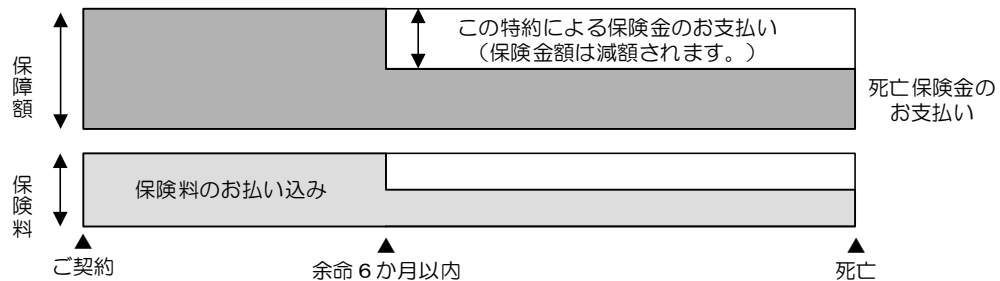 保障額
この特約による保険金のお支払い
（保険金額は減額されます。）
死亡保険金の
お支払い
保険料
保険料のお払い込み
ご契約
余命６か月以内
死亡